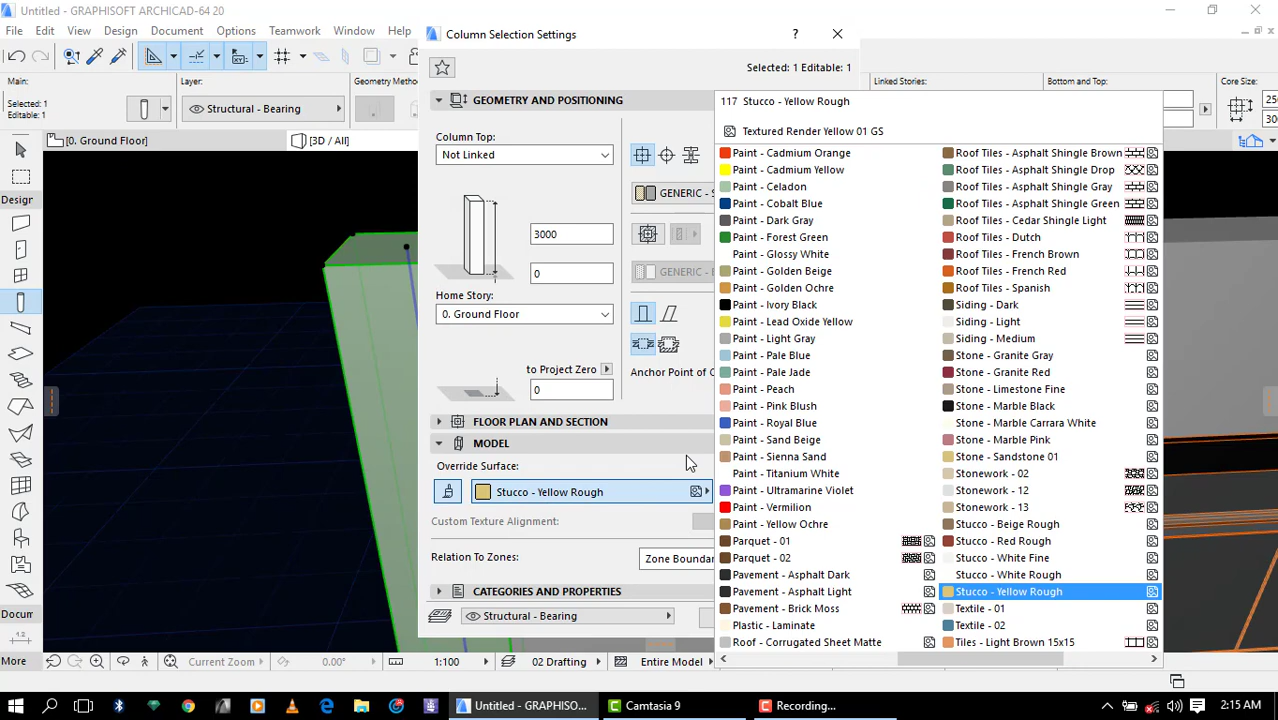 Untitled - GRAPHISOFT ARCHICAD-64 20
File Edit View Design Document Options Teamwork Window Help
Main:
Selected: 1
Editable: 1
Layer:
Structural - Bearing
Geometry Metho
[0. Ground Floor]
[3D / All]
Column Selection Settings
?
Selected: 1 Editable: 1
GEOMETRY AND POSITIONING
Column Top:
Not Linked
GENERIC - S
3000
0
GENERIC -
Home Story:
0. Ground Floor
to Project Zero
Anchor Point of C
0
FLOOR PLAN AND SECTION
MODEL
Override Surface:
Stucco - Yellow Rough
Custom Texture Alignment:
Relation To Zones:
Zone Boundar
CATEGORIES AND PROPERTIES
Structural - Bearing
Linked Stories:
Bottom and Top:
Core Size:
25
30
117 Stucco - Yellow Rough
Textured Render Yellow 01 GS
Paint - Cadmium Orange
Paint - Cadmium Yellow
Paint - Celadon
Paint - Cobalt Blue
Paint - Dark Gray
Paint - Forest Green
Paint - Glossy White
Paint - Golden Beige
Paint - Golden Ochre
Paint - Ivory Black
Paint - Lead Oxide Yellow
Paint - Light Gray
Paint - Pale Blue
Paint - Pale Jade
Paint - Peach
Paint - Pink Blush
Paint - Royal Blue
Paint - Sand Beige
Paint - Sienna Sand
Paint - Titanium White
Paint - Ultramarine Violet
Paint - Vermilion
Paint - Yellow Ochre
Parquet - 01
Parquet - 02
Pavement - Asphalt Dark
Pavement - Asphalt Light
Pavement - Brick Moss
Plastic - Laminate
Roof - Corrugated Sheet Matte
Roof Tiles - Asphalt Shingle Brown
Roof Tiles - Asphalt Shingle Drop
Roof Tiles - Asphalt Shingle Gray
Roof Tiles - Asphalt Shingle Green
Roof Tiles - Cedar Shingle Light
Roof Tiles - Dutch
Roof Tiles - French Brown
Roof Tiles - French Red
Roof Tiles - Spanish
Siding - Dark
Siding - Light
Siding - Medium
Stone - Granite Gray
Stone - Granite Red
Stone - Limestone Fine
Stone - Marble Black
Stone - Marble Carrara White
Stone - Marble Pink
Stone - Sandstone 01
Stonework - 02
Stonework - 12
Stonework - 13
Stucco - Beige Rough
Stucco - Red Rough
Stucco - White Fine
Stucco - White Rough
Stucco - Yellow Rough
Textile - 01
Textile - 02
Tiles - Light Brown 15x15
Design
Docum
More
Current Zoom
0.00°
1:100
02 Drafting
Entire Model
Untitled - GRAPHISO...
Camtasia 9
Recording...
2:15 AM